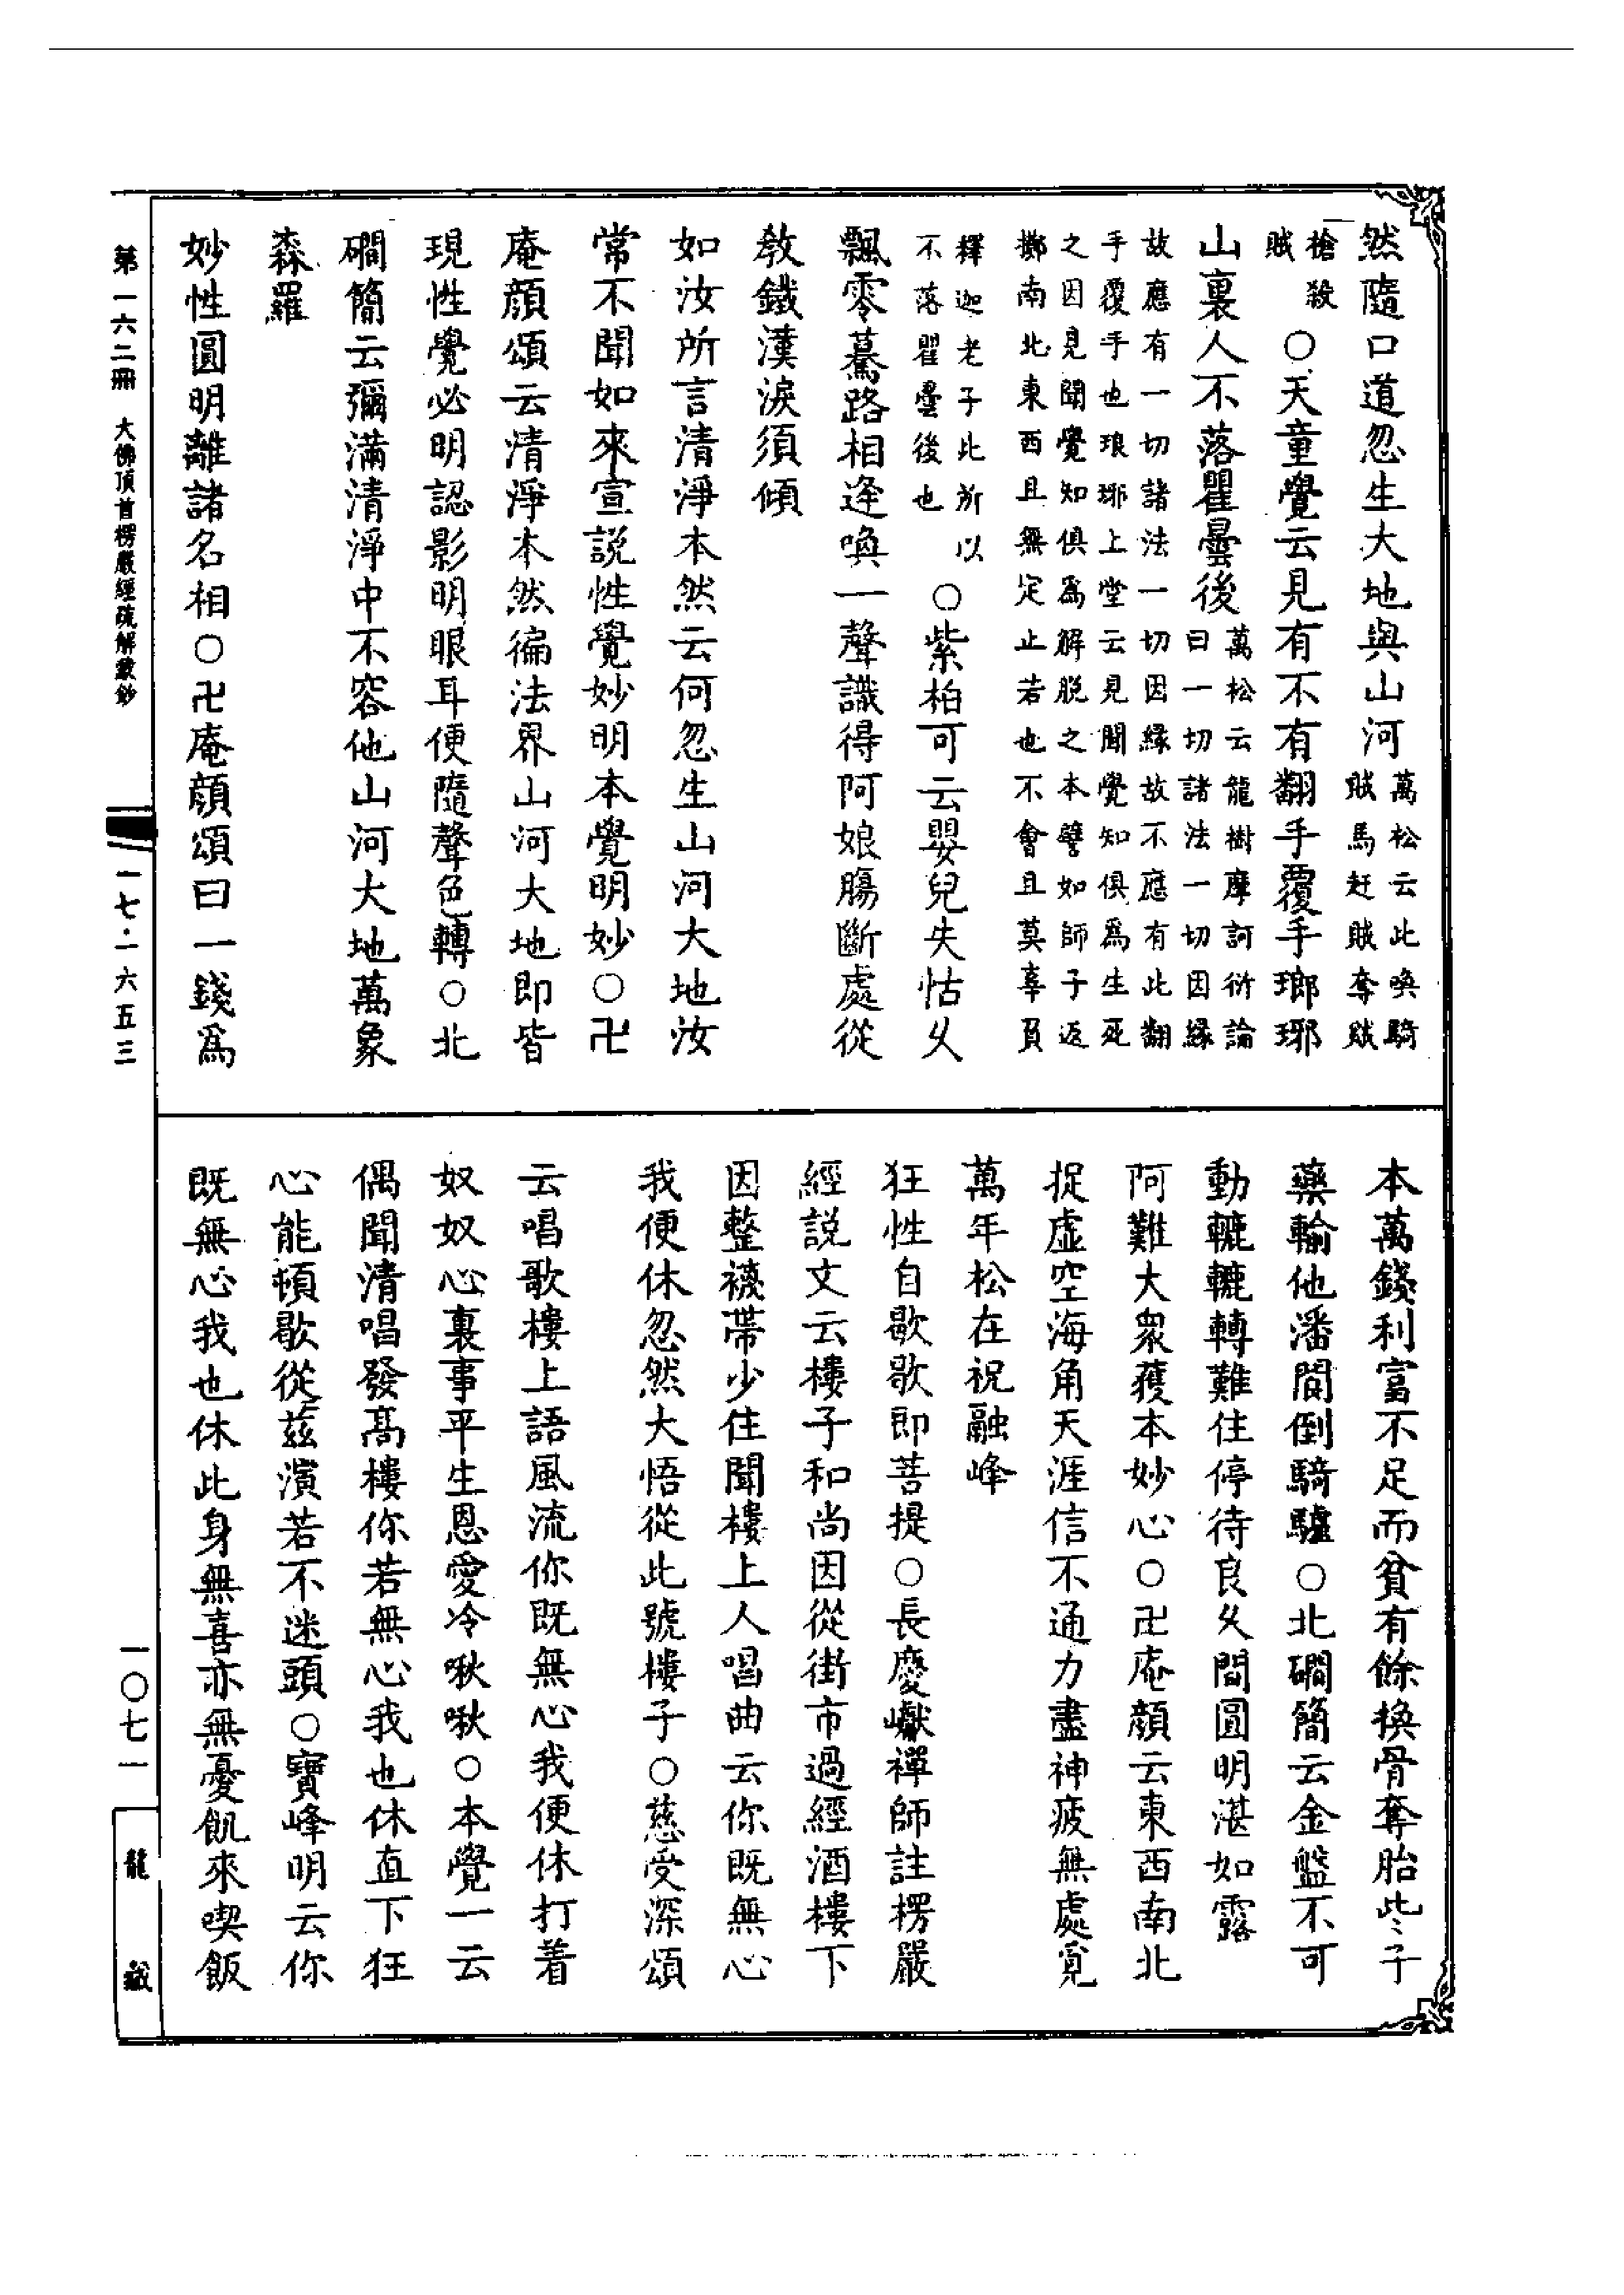 然隨口道忽生大地與山河萬松云此喚騎賊馬赶賊奪賊
槍殺賊○天童覺云見有不有翻手覆手瑯琊
山裏人不落瞿曇後萬松云龍樹摩訶衍論曰一切諸法一切因緣
故應有一切諸法一切因緣故不應有此翻
手覆手也琅琊上堂云見聞覺知俱爲生死
之因見聞覺知俱爲解脫之本譬如師子返
擲南北東西且無定止若也不會且莫辜負
釋迦老子此所以不落瞿曇後也○紫柏可云嬰兒失怙久
飄零驀路相逢喚一聲識得阿娘腸斷處從
教鐵漢淚須傾
如汝所言清淨本然云何忽生山河大地汝
常不聞如來宣說性覺妙明本覺明妙○卍
庵顏頌云清淨本然徧法界山河大地即皆
現性覺必明認影明眼耳便隨聲色轉○北
磵簡云彌滿清淨中不容他山河大地萬象
森羅
妙性圓明離諸名相○卍庵顏頌曰一錢爲
本萬錢利富不足而貧有餘換骨奪胎些子
藥輸他潘閬倒騎驢○北磵簡云金盤不可
動轆轆轉難住停待良久間圓明湛如露
阿難大衆獲本妙心○卍庵顏云東西南北
捉虛空海角天涯信不通力盡神疲無處覓
萬年松在祝融峰
狂性自歇歇即菩提○長慶巘禪師註楞嚴
經說文云樓子和尚因從街市過經酒樓下
因整襪帶少住聞樓上人唱曲云你既無心
我便休忽然大悟從此號樓子○慈受深頌
云唱歌樓上語風流你既無心我便休打着
奴奴心裏事平生恩愛冷啾啾○本覺一云
偶聞清唱發高樓你若無心我也休直下狂
心能頓歇從茲演若不迷頭○寶峰明云你
既無心我也休此身無喜亦無憂飢來喫飯
第一六二冊 大佛頂首楞嚴經疏解蒙鈔
一七·一六五三
一〇七一
龍藏